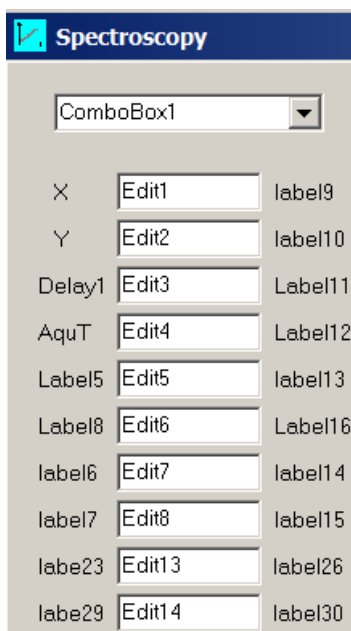 Spectroscopy
ComboBox1
X Edit1 label9
Y Edit2 label10
Delay1 Edit3 Label11
AquT Edit4 Label12
Label5 Edit5 label13
Label8 Edit6 Label16
label6 Edit7 label14
label7 Edit8 label15
labe23 Edit13 label26
labe29 Edit14 label30